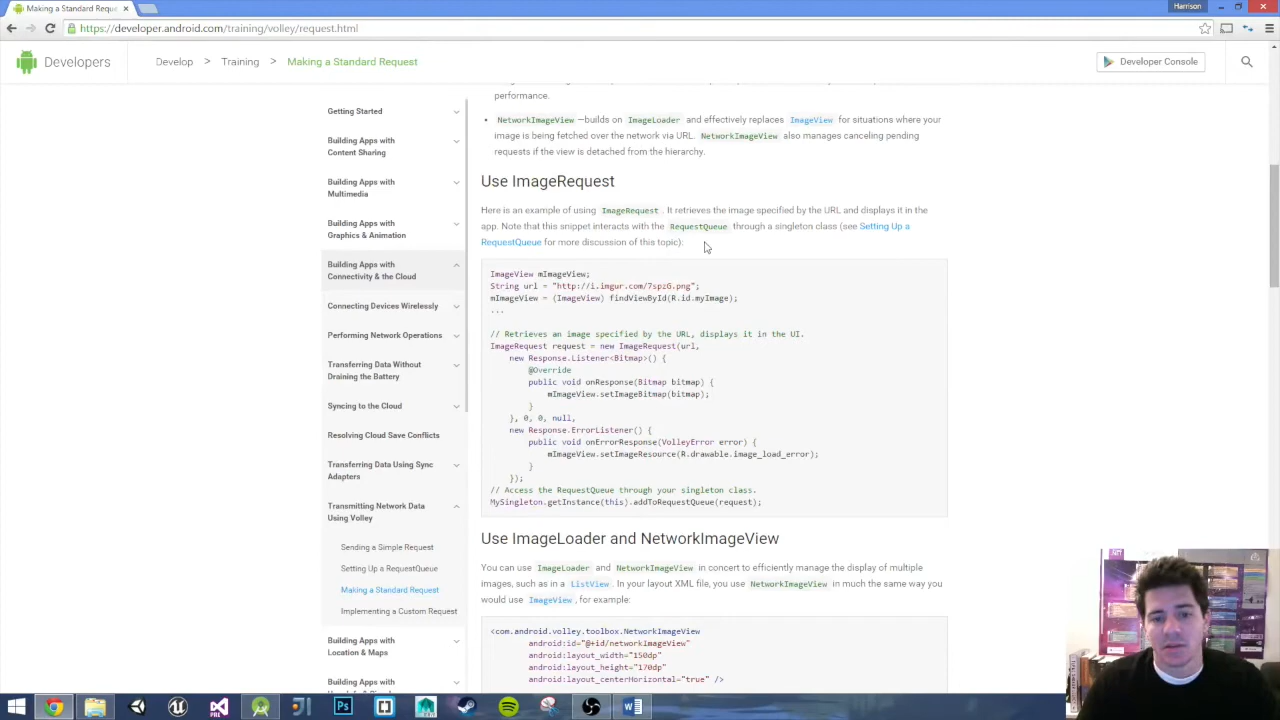 Making a Standard Reque
Harrison
https://developer.android.com/training/volley/request.html
Developers
Develop > Training > Making a Standard Request
Developer Console
Getting Started
Building Apps with
Content Sharing
Building Apps with
Multimedia
Building Apps with
Graphics & Animation
Building Apps with
Connectivity & the Cloud
Connecting Devices Wirelessly
Performing Network Operations
Transferring Data Without
Draining the Battery
Syncing to the Cloud
Resolving Cloud Save Conflicts
Transferring Data Using Sync
Adapters
Transmitting Network Data
Using Volley
Sending a Simple Request
Setting Up a RequestQueue
Making a Standard Request
Implementing a Custom Request
Building Apps with
Location & Maps
Building Apps with
performance.
• NetworkImageView—builds on ImageLoader and effectively replaces ImageView for situations where your
image is being fetched over the network via URL. NetworkImageView also manages canceling pending
requests if the view is detached from the hierarchy.
Use ImageRequest
Here is an example of using ImageRequest. It retrieves the image specified by the URL and displays it in the
app. Note that this snippet interacts with the RequestQueue through a singleton class (see Setting Up a
RequestQueue for more discussion of this topic):
ImageView mImageView;
String url = "http://i.imgur.com/7spzG.png";
mImageView = (ImageView) findViewById(R.id.myImage);
...
// Retrieves an image specified by the URL, displays it in the UI.
ImageRequest request = new ImageRequest(url,
new Response.Listener<Bitmap>() {
@Override
public void onResponse(Bitmap bitmap) {
mImageView.setImageBitmap(bitmap);
}
}, 0, 0, null,
new Response.ErrorListener() {
public void onErrorResponse(VolleyError error) {
mImageView.setImageResource(R.drawable.image_load_error);
}
});
// Access the RequestQueue through your singleton class.
MySingleton.getInstance(this).addToRequestQueue(request);
Use ImageLoader and NetworkImageView
You can use ImageLoader and NetworkImageView in concert to efficiently manage the display of multiple
images, such as in a ListView. In your layout XML file, you use NetworkImageView in much the same way you
would use ImageView, for example:
<com.android.volley.toolbox.NetworkImageView
android:id="@+id/networkImageView"
android:layout_width="150dp"
android:layout_height="170dp"
android:layout_centerHorizontal="true" />